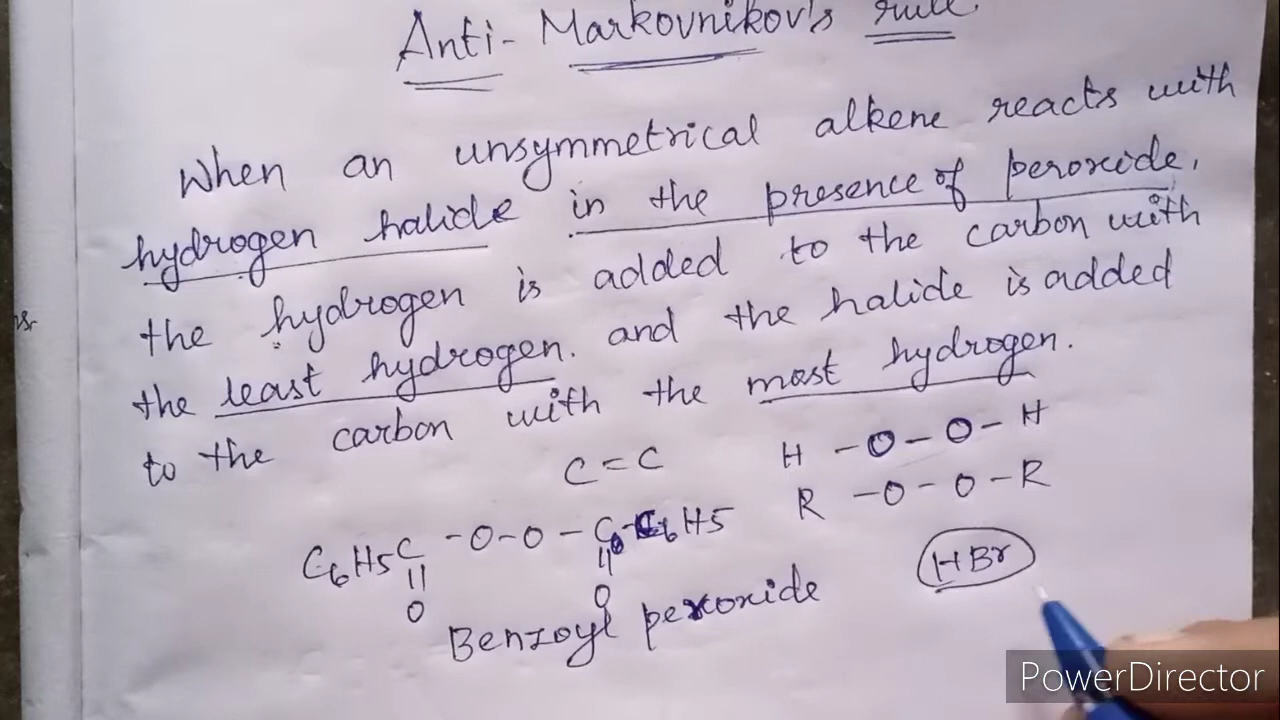 Anti-Markovnikov's rule.
When an unsymmetrical alkene reacts with
hydrogen halide in the presence of peroxide,
the hydrogen is added to the carbon with
the least hydrogen. and the halide is added
to the carbon with the most hydrogen.
C=C
H-O-O-H
R-O-O-R
C6H5C-O-O-C-C6H5
|| ||
O O
Benzoyl peroxide
HBr
PowerDirector